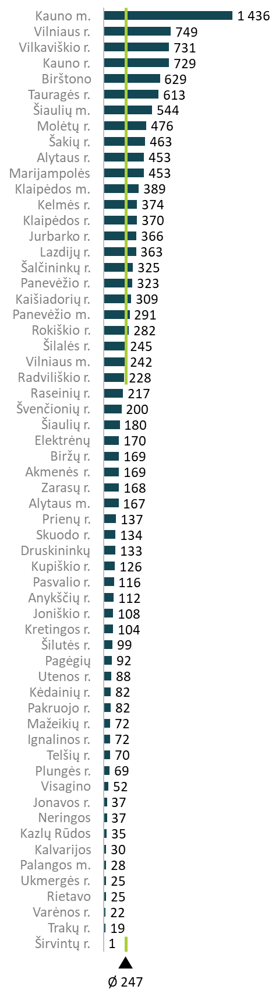 Kauno m. 1 436
Vilniaus r. 749
Vilkaviškio r. 731
Kauno r. 729
Birštono 629
Tauragės r. 613
Šiaulių m. 544
Molėtų r. 476
Šakių r. 463
Alytaus r. 453
Marijampolės 453
Klaipėdos m. 389
Kelmės r. 374
Klaipėdos r. 370
Jurbarko r. 366
Lazdijų r. 363
Šalčininkų r. 325
Panevėžio r. 323
Kaišiadorių r. 309
Panevėžio m. 291
Rokiškio r. 282
Šilalės r. 245
Vilniaus m. 242
Radviliškio r. 228
Raseinių r. 217
Švenčionių r. 200
Šiaulių r. 180
Elektrėnų 170
Biržų r. 169
Akmenės r. 169
Zarasų r. 168
Alytaus m. 167
Prienų r. 137
Skuodo r. 134
Druskininkų 133
Kupiškio r. 126
Pasvalio r. 116
Anykščių r. 112
Joniškio r. 108
Kretingos r. 104
Šilutės r. 99
Pagėgių 92
Utenos r. 88
Kėdainių r. 82
Pakruojo r. 82
Mažeikių r. 72
Ignalinos r. 72
Telšių r. 70
Plungės r. 69
Visagino 52
Jonavos r. 37
Neringos 37
Kazlų Rūdos 35
Kalvarijos 30
Palangos m. 28
Ukmergės r. 25
Rietavo 25
Varėnos r. 22
Trakų r. 19
Širvintų r. 1
Ø 247